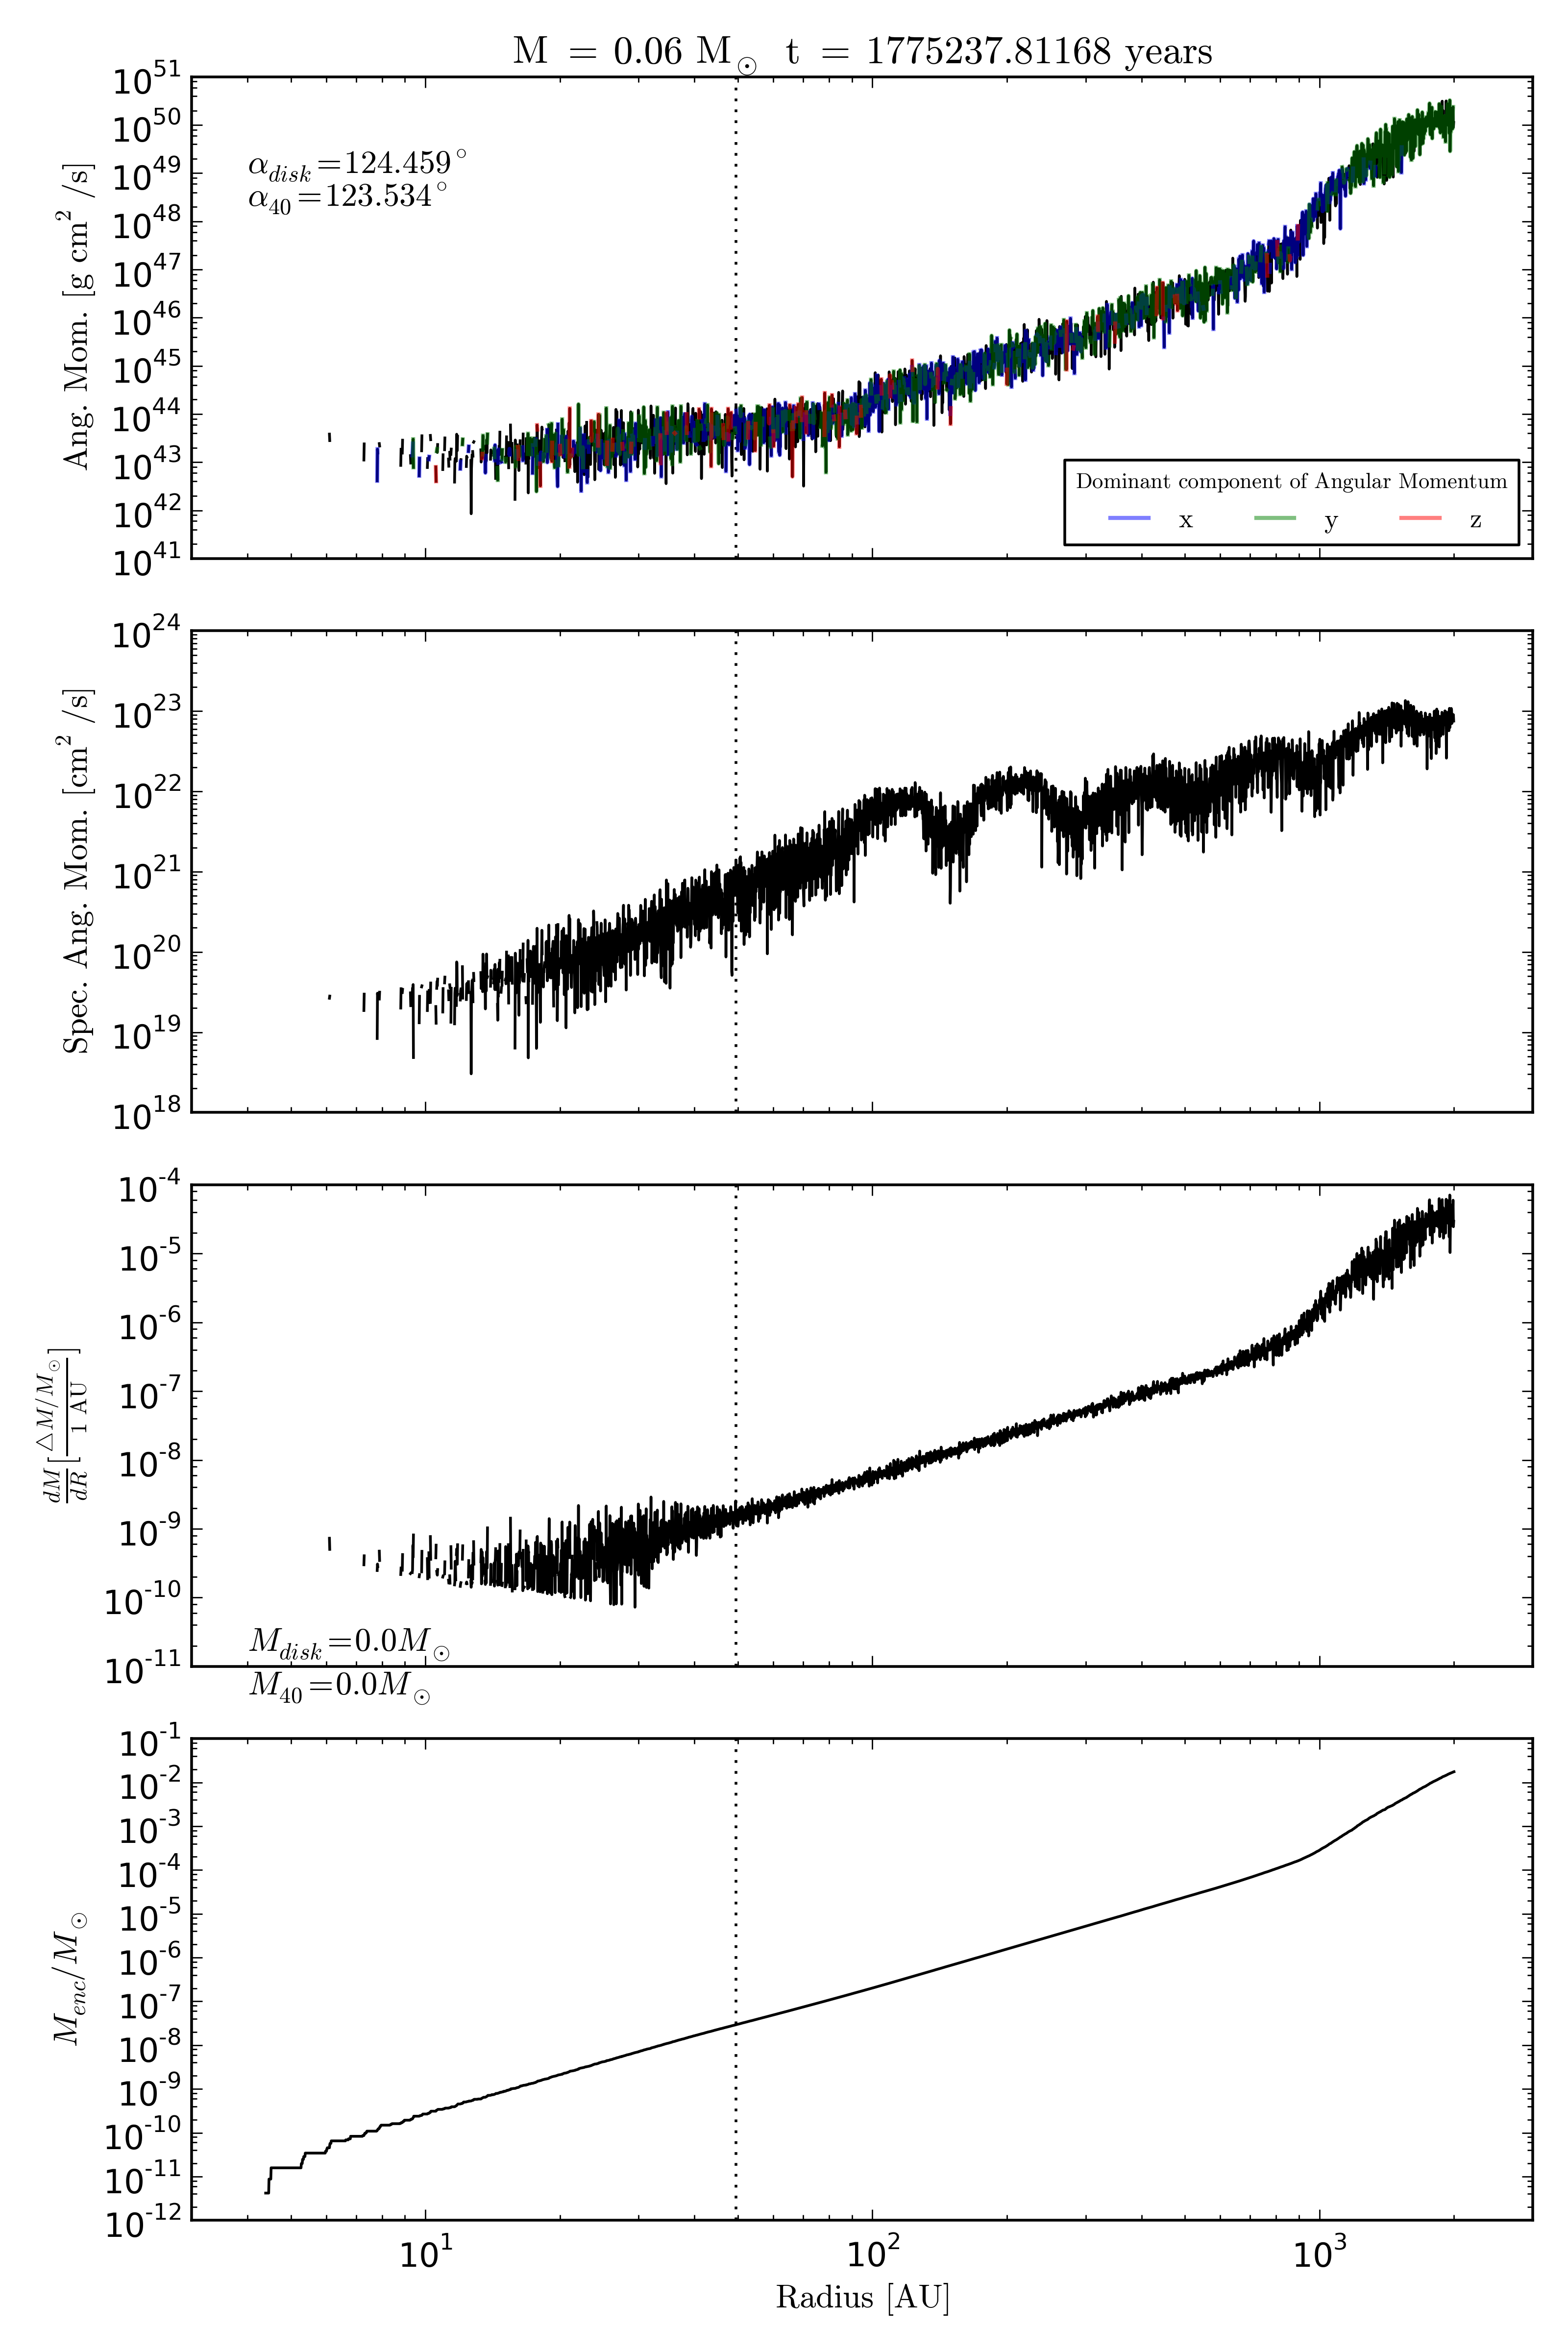 M = 0.06 M⊙ t = 1775237.81168 years
10^51
10^50
10^49
10^48
10^47
10^46
10^45
10^44
10^43
10^42
10^41
Ang. Mom. [g cm² /s]
α_disk=124.459°
α_40=123.534°
Dominant component of Angular Momentum
x y z
10^24
10^23
10^22
10^21
10^20
10^19
10^18
Spec. Ang. Mom. [cm² /s]
10^-4
10^-5
10^-6
10^-7
10^-8
10^-9
10^-10
10^-11
dM/dR [△M/M⊙ / 1 AU]
M_disk=0.0M⊙
M_40=0.0M⊙
10^-1
10^-2
10^-3
10^-4
10^-5
10^-6
10^-7
10^-8
10^-9
10^-10
10^-11
10^-12
M_enc/M⊙
10^1 10^2 10^3
Radius [AU]